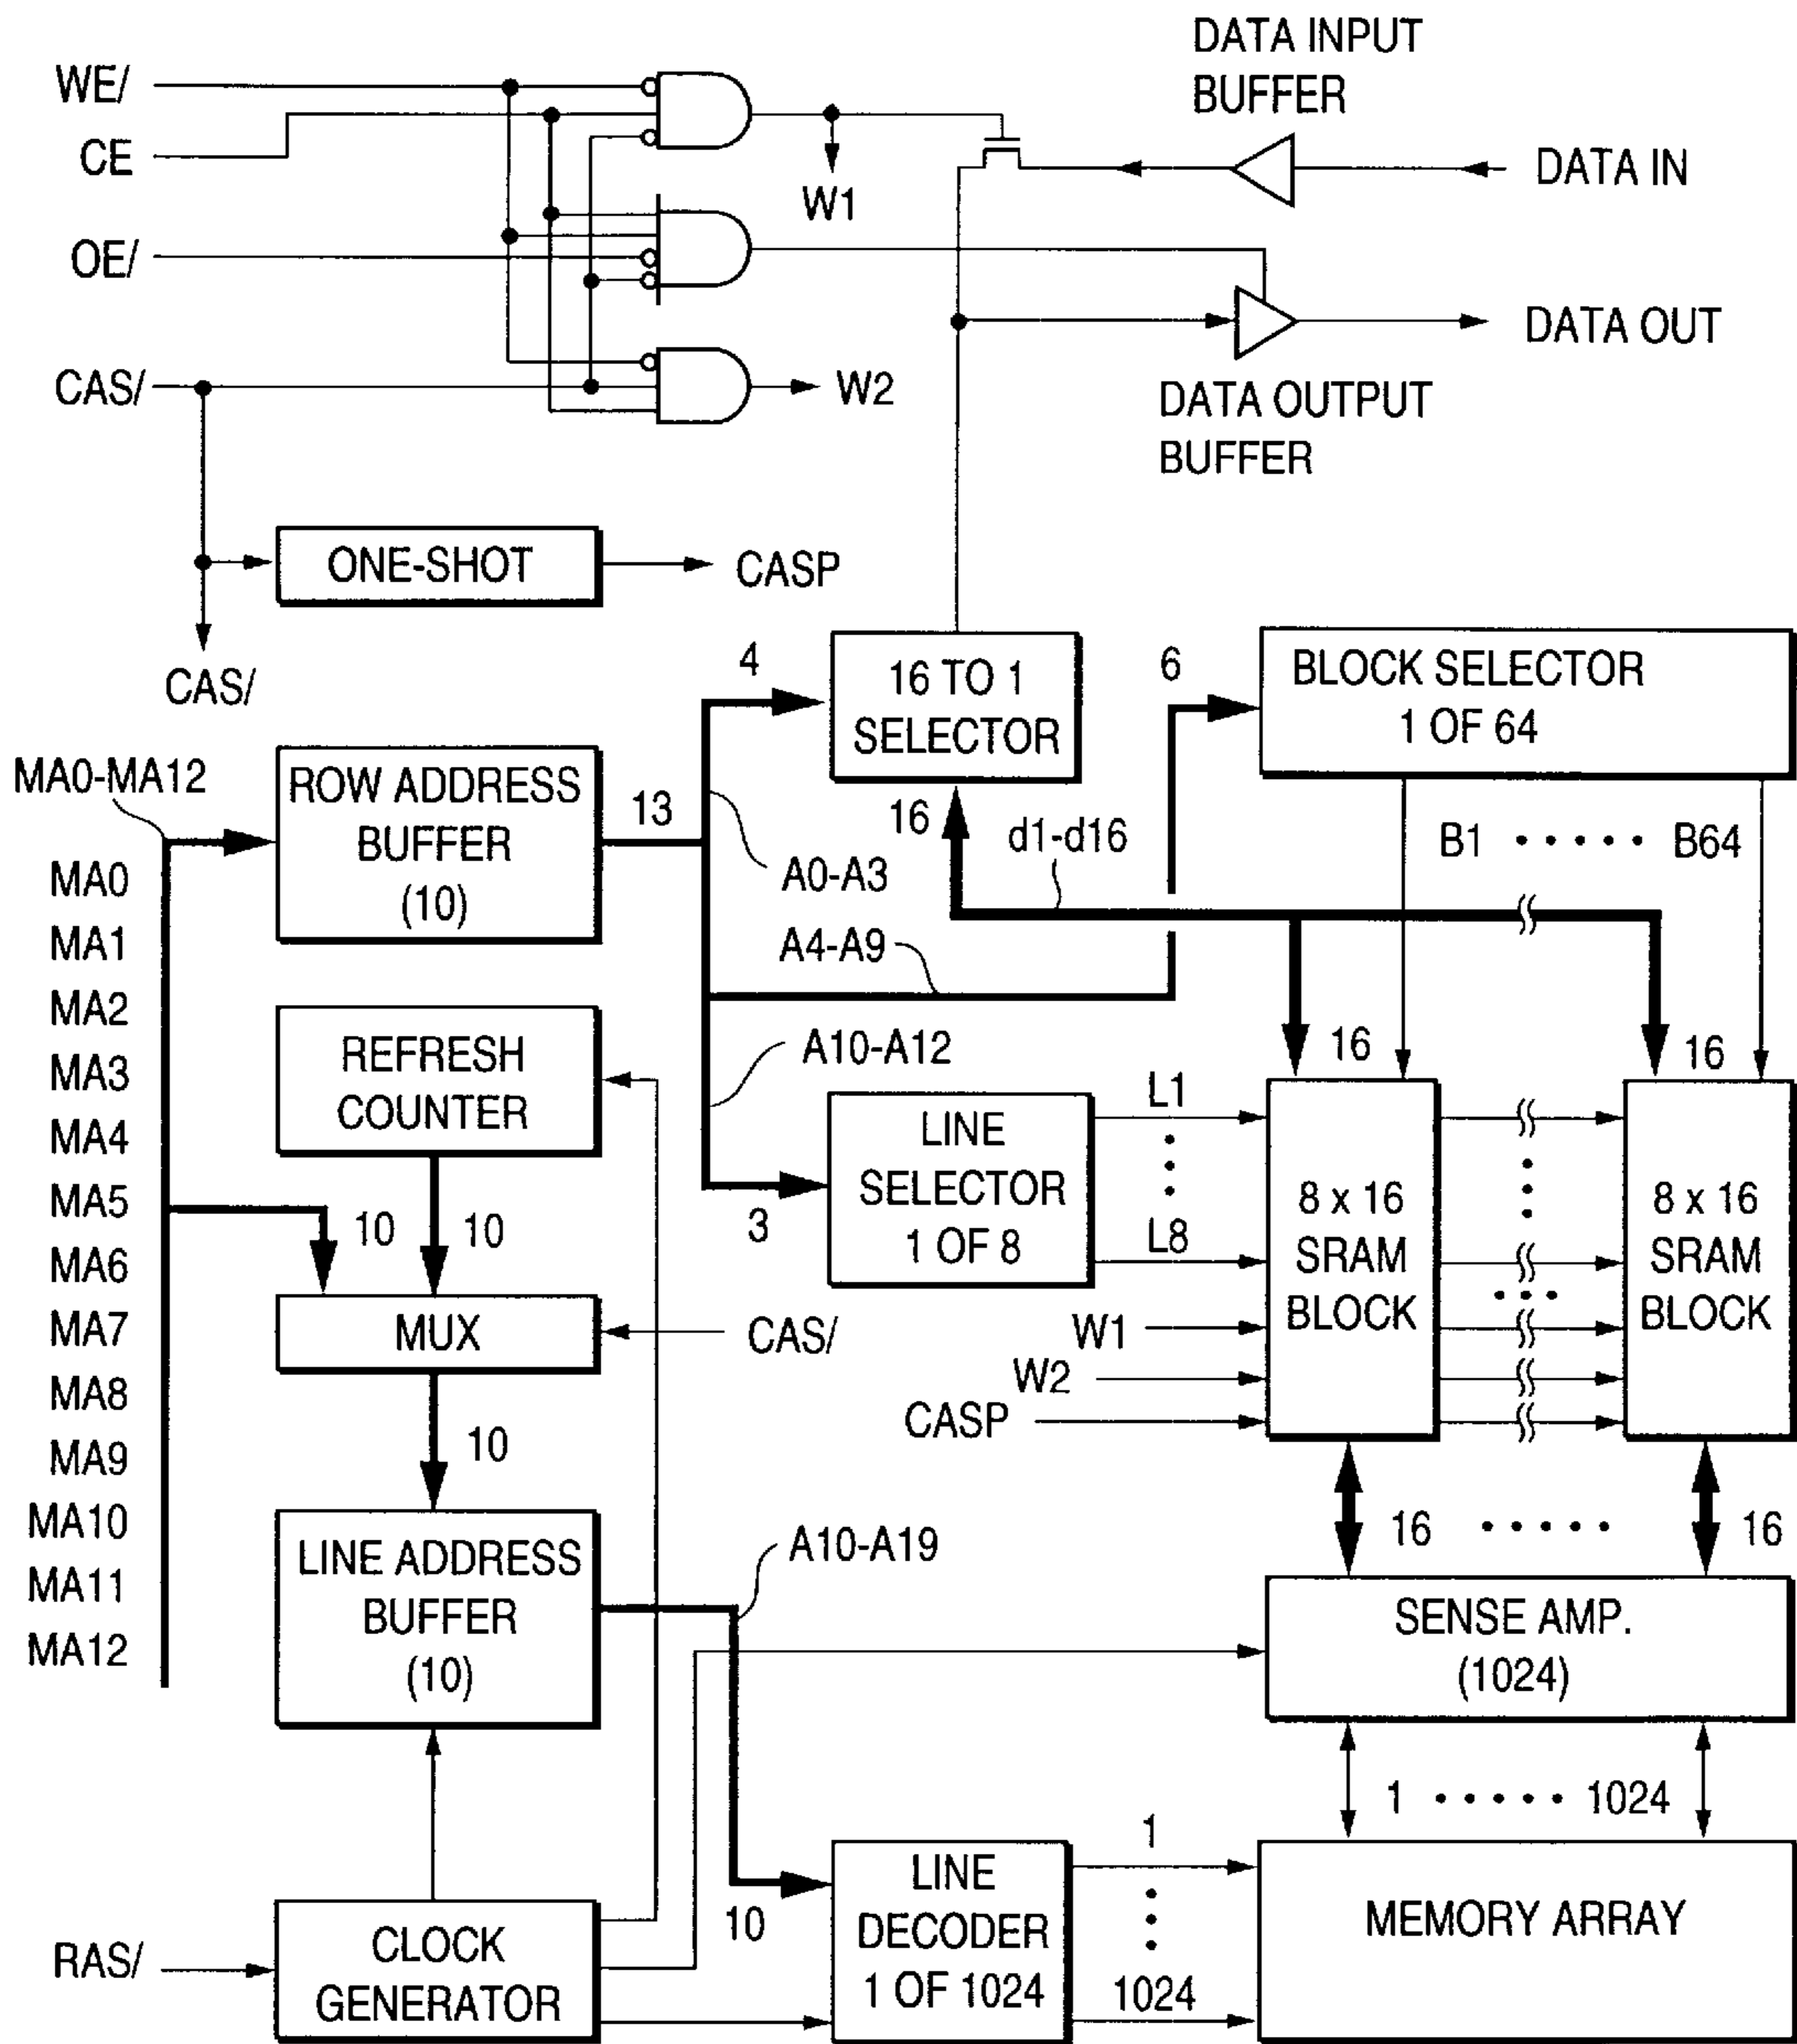 DATA INPUT
BUFFER
WE/
CE
W1
DATA IN
OE/
DATA OUT
CAS/
W2
DATA OUTPUT
BUFFER
ONE-SHOT
CASP
CAS/
4
16 TO 1
SELECTOR
6
BLOCK SELECTOR
1 OF 64
MA0-MA12
ROW ADDRESS
BUFFER
(10)
13
16
d1-d16
B1
B64
A0-A3
A4-A9
MA0
MA1
MA2
MA3
MA4
MA5
MA6
MA7
MA8
MA9
MA10
MA11
MA12
REFRESH
COUNTER
A10-A12
16
16
LINE
SELECTOR
1 OF 8
L1
L8
3
8 x 16
SRAM
BLOCK
8 x 16
SRAM
BLOCK
10
10
MUX
CAS/
W1
W2
CASP
10
LINE ADDRESS
BUFFER
(10)
A10-A19
16
16
SENSE AMP.
(1024)
1
1024
RAS/
CLOCK
GENERATOR
10
LINE
DECODER
1 OF 1024
1
1024
MEMORY ARRAY